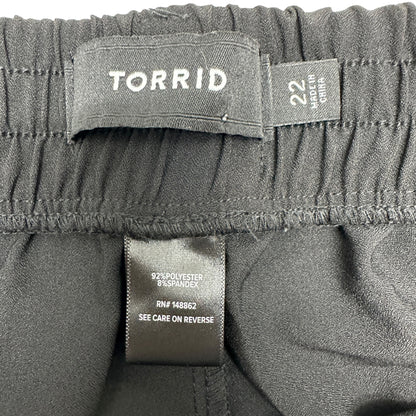 TORRID
22
MADE IN
CHINA
92%POLYESTER
8%SPANDEX
RN# 148862
SEE CARE ON REVERSE